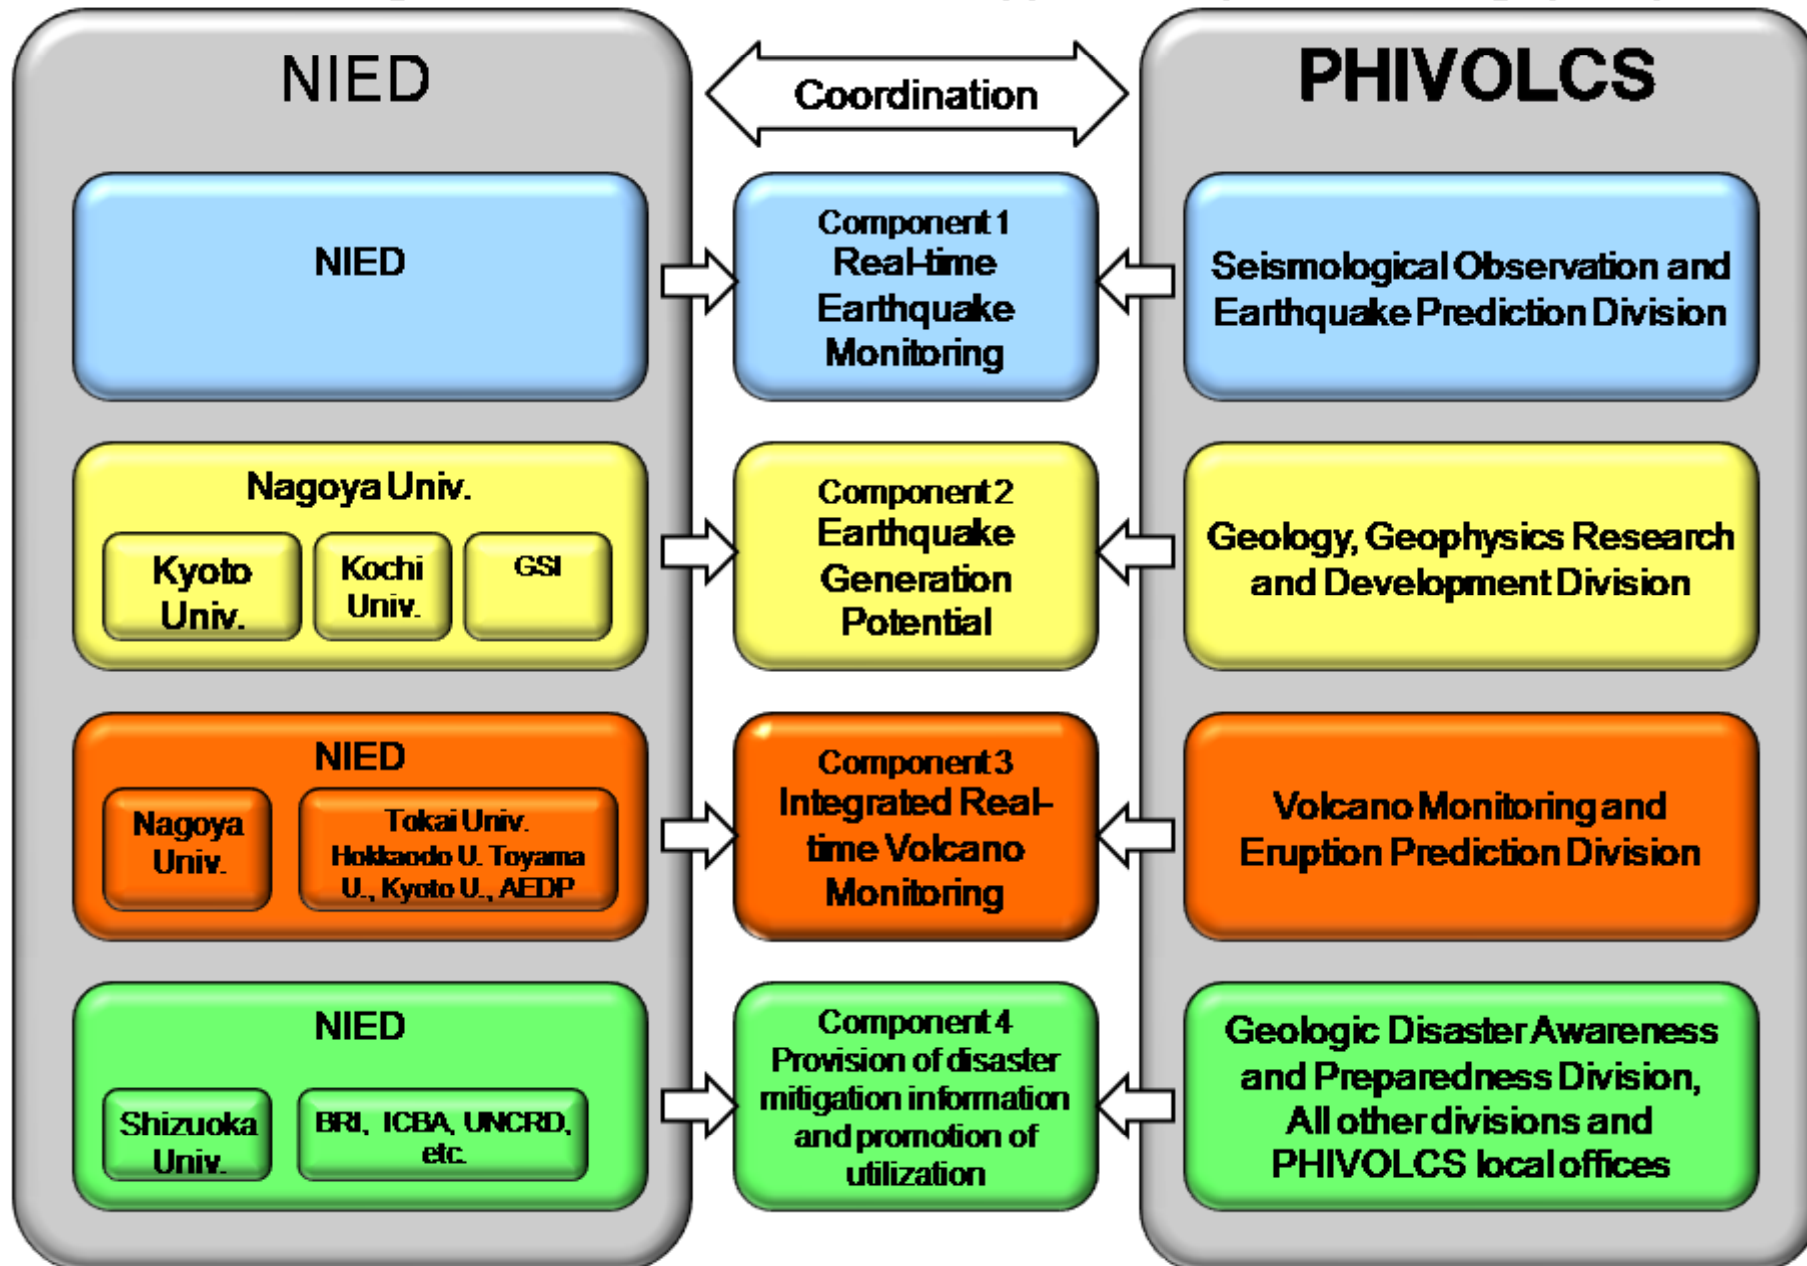 NIED
Coordination
PHIVOLCS
NIED
Component 1
Real-time
Earthquake
Monitoring
Seismological Observation and
Earthquake Prediction Division
Nagoya Univ.
Kyoto
Univ.
Kochi
Univ.
GSI
Component 2
Earthquake
Generation
Potential
Geology, Geophysics Research
and Development Division
NIED
Nagoya
Univ.
Tokai Univ.
Hokkaodo U. Toyama
U., Kyoto U., AEDP
Component 3
Integrated Real-
time Volcano
Monitoring
Volcano Monitoring and
Eruption Prediction Division
NIED
Shizuoka
Univ.
BRI, ICBA, UNCRD,
etc.
Component 4
Provision of disaster
mitigation information
and promotion of
utilization
Geologic Disaster Awareness
and Preparedness Division,
All other divisions and
PHIVOLCS local offices